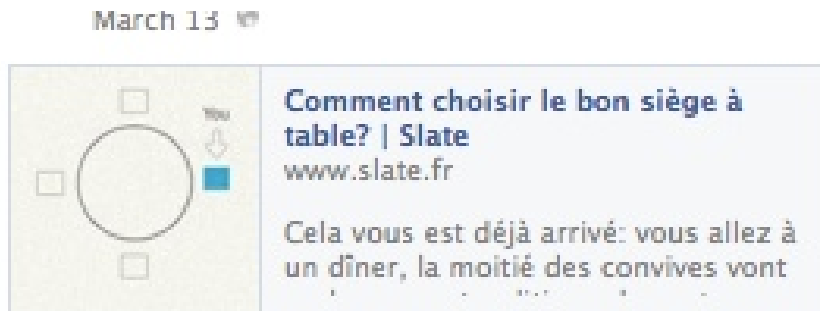 March 13
You
Comment choisir le bon siège à
table? | Slate
www.slate.fr
Cela vous est déjà arrivé: vous allez à
un dîner, la moitié des convives vont